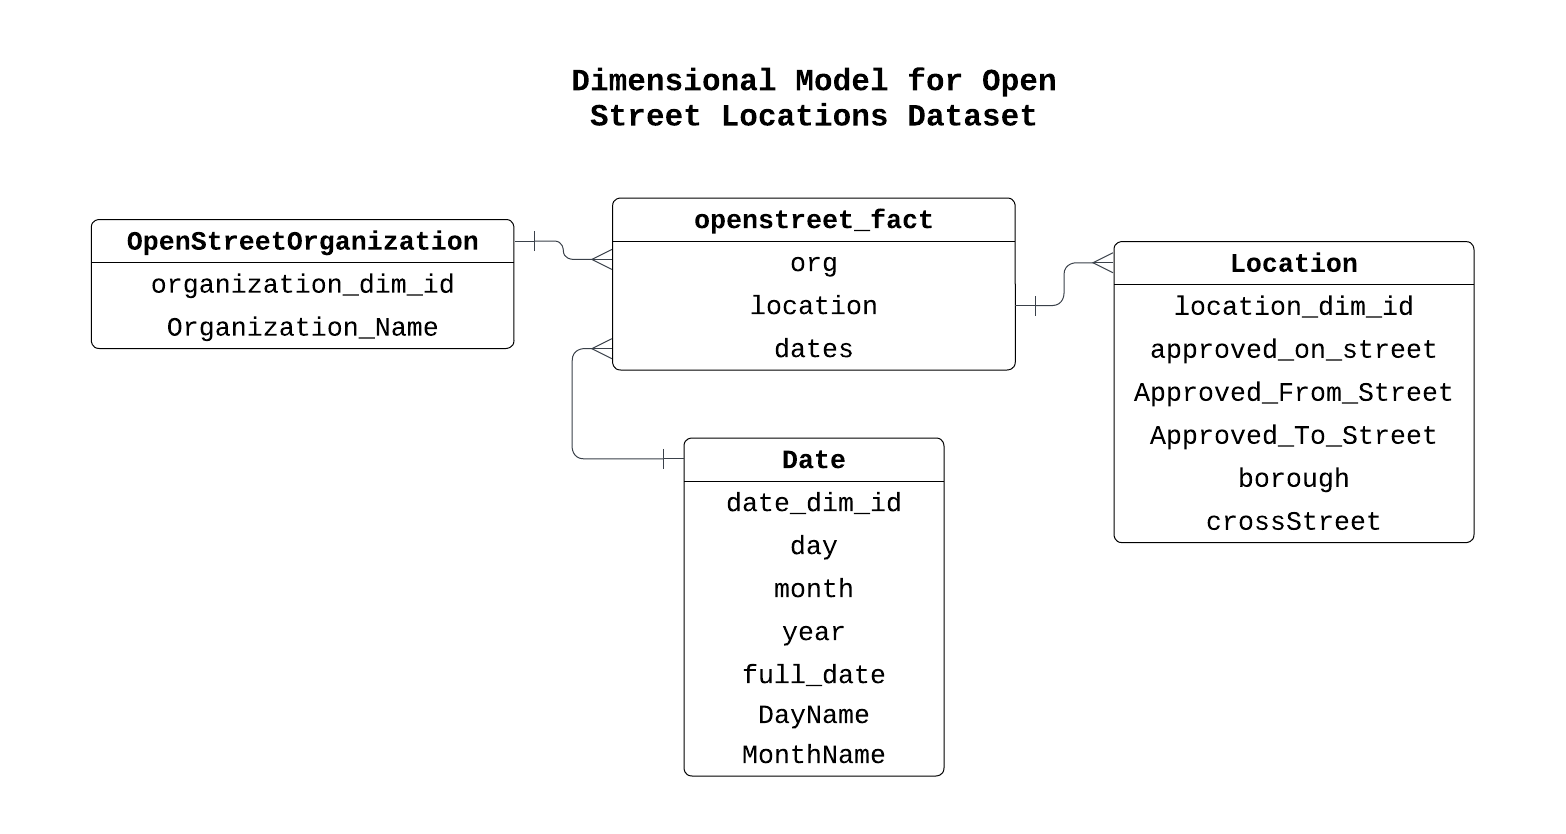 Dimensional Model for Open
Street Locations Dataset
OpenStreetOrganization
organization_dim_id
Organization_Name
openstreet_fact
org
location
dates
Location
location_dim_id
approved_on_street
Approved_From_Street
Approved_To_Street
borough
crossStreet
Date
date_dim_id
day
month
year
full_date
DayName
MonthName